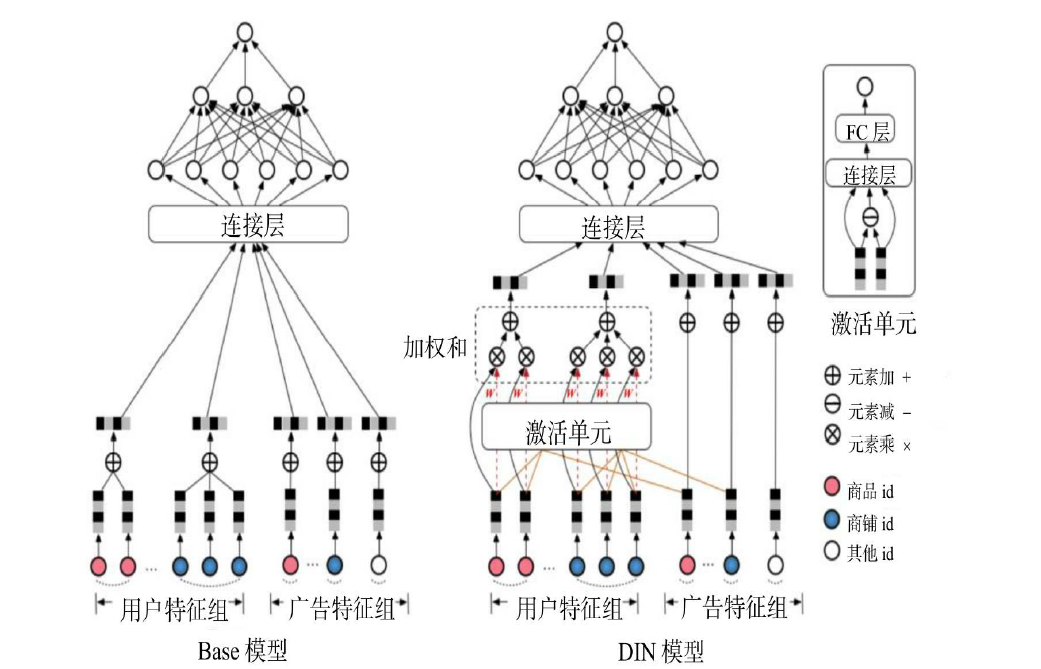 连接层
用户特征组
广告特征组
Base 模型
连接层
加权和
w w w w w
激活单元
用户特征组
广告特征组
DIN 模型
FC 层
连接层
激活单元
元素加 +
元素减 -
元素乘 ×
商品 id
商铺 id
其他 id